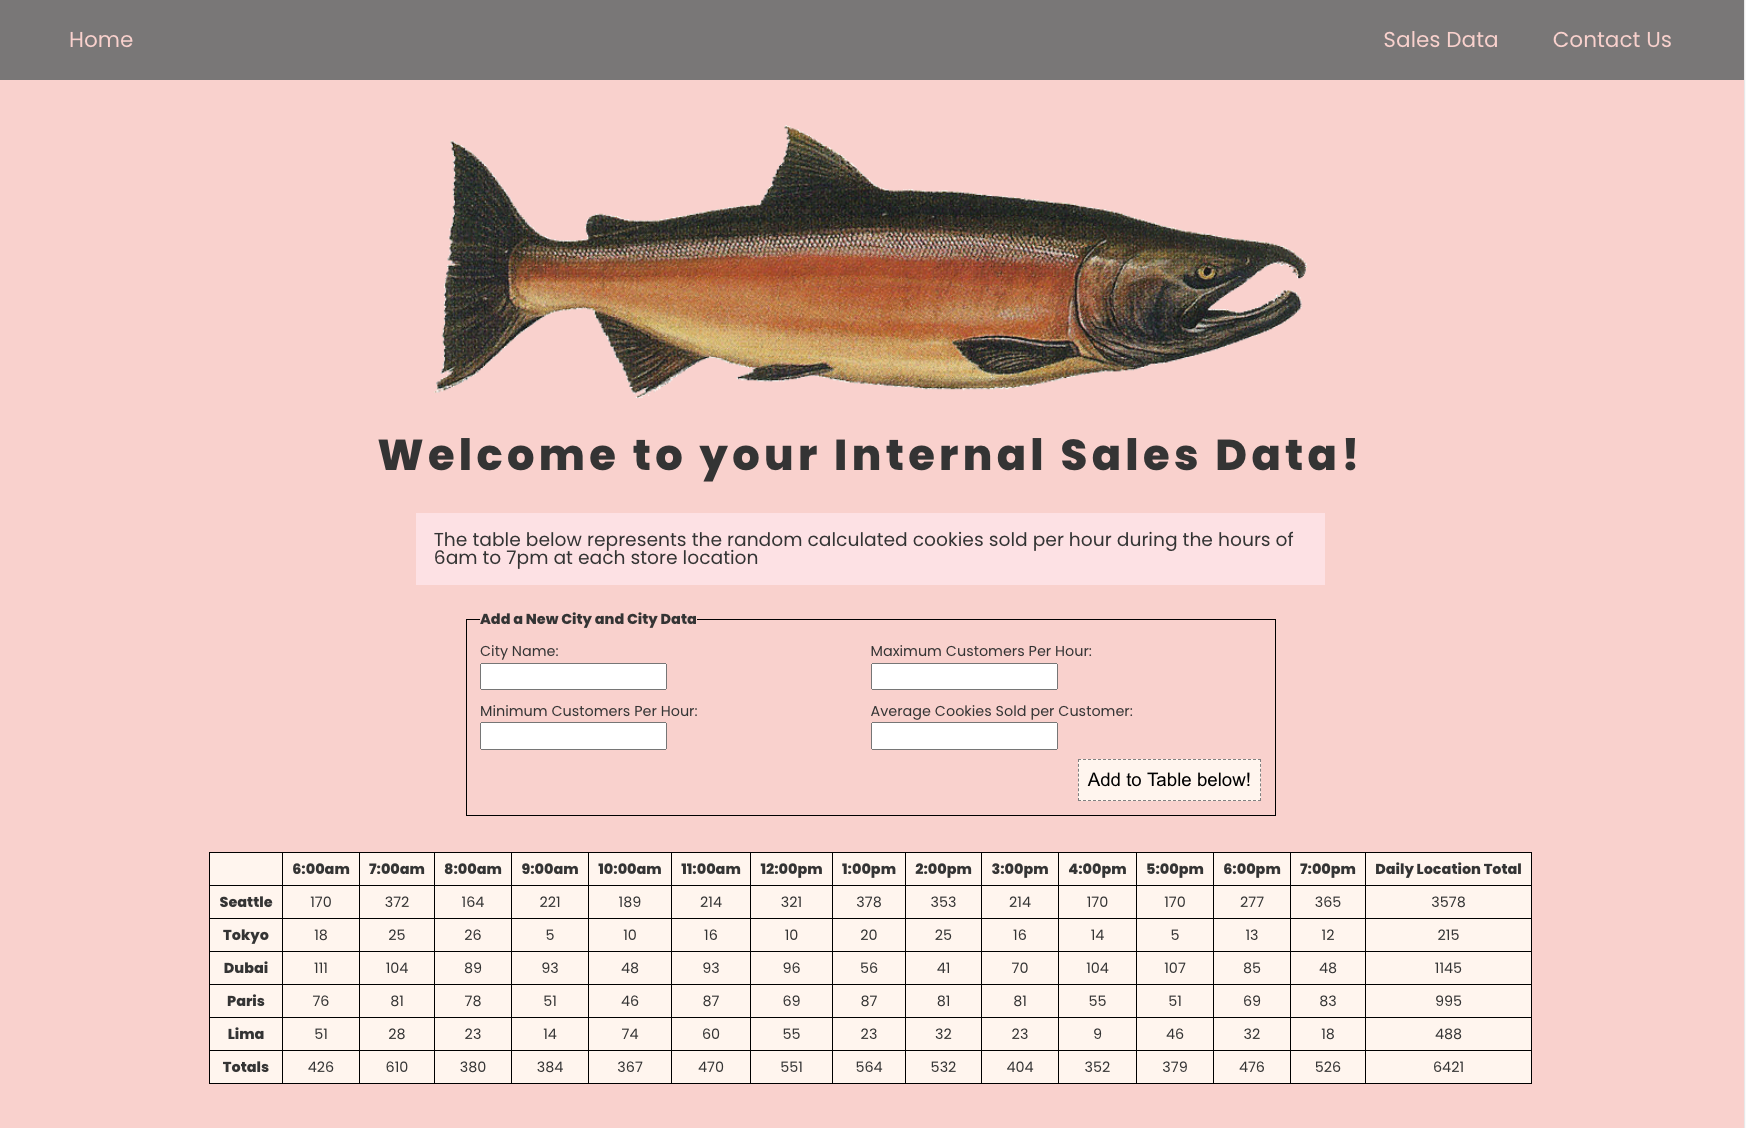 Home Sales Data Contact Us
Welcome to your Internal Sales Data!
The table below represents the random calculated cookies sold per hour during the hours of
6am to 7pm at each store location
Add a New City and City Data
City Name: Maximum Customers Per Hour:
Minimum Customers Per Hour: Average Cookies Sold per Customer:
Add to Table below!
6:00am 7:00am 8:00am 9:00am 10:00am 11:00am 12:00pm 1:00pm 2:00pm 3:00pm 4:00pm 5:00pm 6:00pm 7:00pm Daily Location Total
Seattle 170 372 164 221 189 214 321 378 353 214 170 170 277 365 3578
Tokyo 18 25 26 5 10 16 10 20 25 16 14 5 13 12 215
Dubai 111 104 89 93 48 93 96 56 41 70 104 107 85 48 1145
Paris 76 81 78 51 46 87 69 87 81 81 55 51 69 83 995
Lima 51 28 23 14 74 60 55 23 32 23 9 46 32 18 488
Totals 426 610 380 384 367 470 551 564 532 404 352 379 476 526 6421